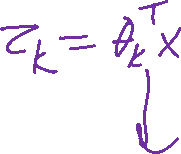 z_k = θ_k^T x